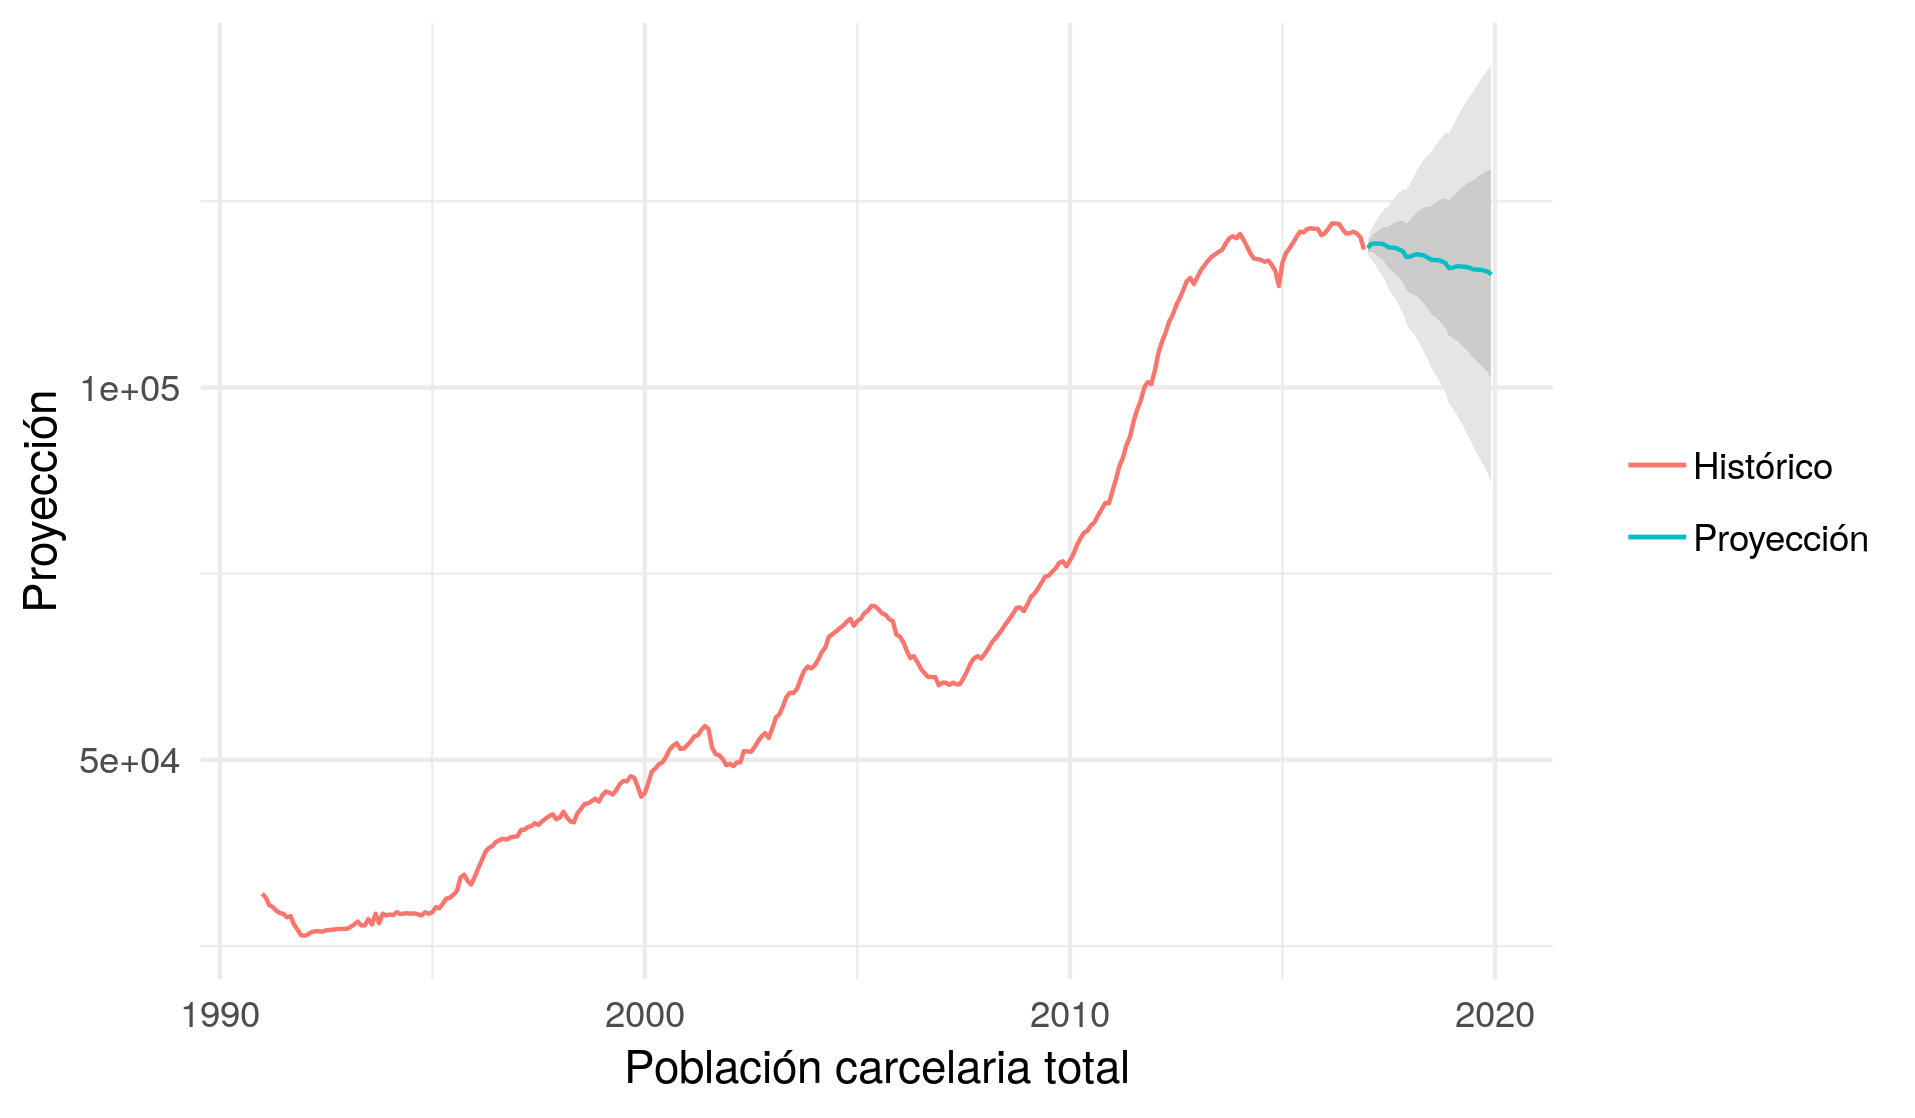 Proyección
1e+05
5e+04
1990
2000
2010
2020
Población carcelaria total
Histórico
Proyección